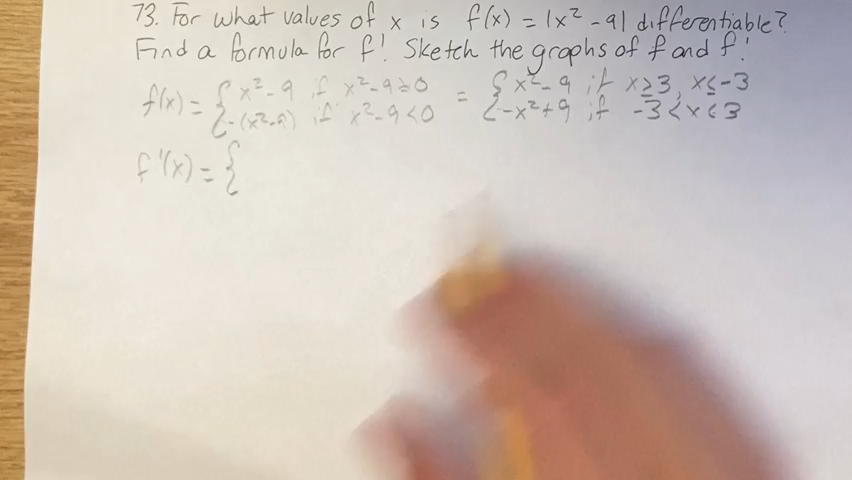 73. For what values of x is f(x) = |x² - 9| differentiable?
Find a formula for f'. Sketch the graphs of f and f'.
f(x) = { x² - 9 if x² - 9 ≥ 0 = { x² - 9 if x ≥ 3, x ≤ -3
-(x² - 9) if x² - 9 < 0 -x² + 9 if -3 < x < 3
f'(x) = {